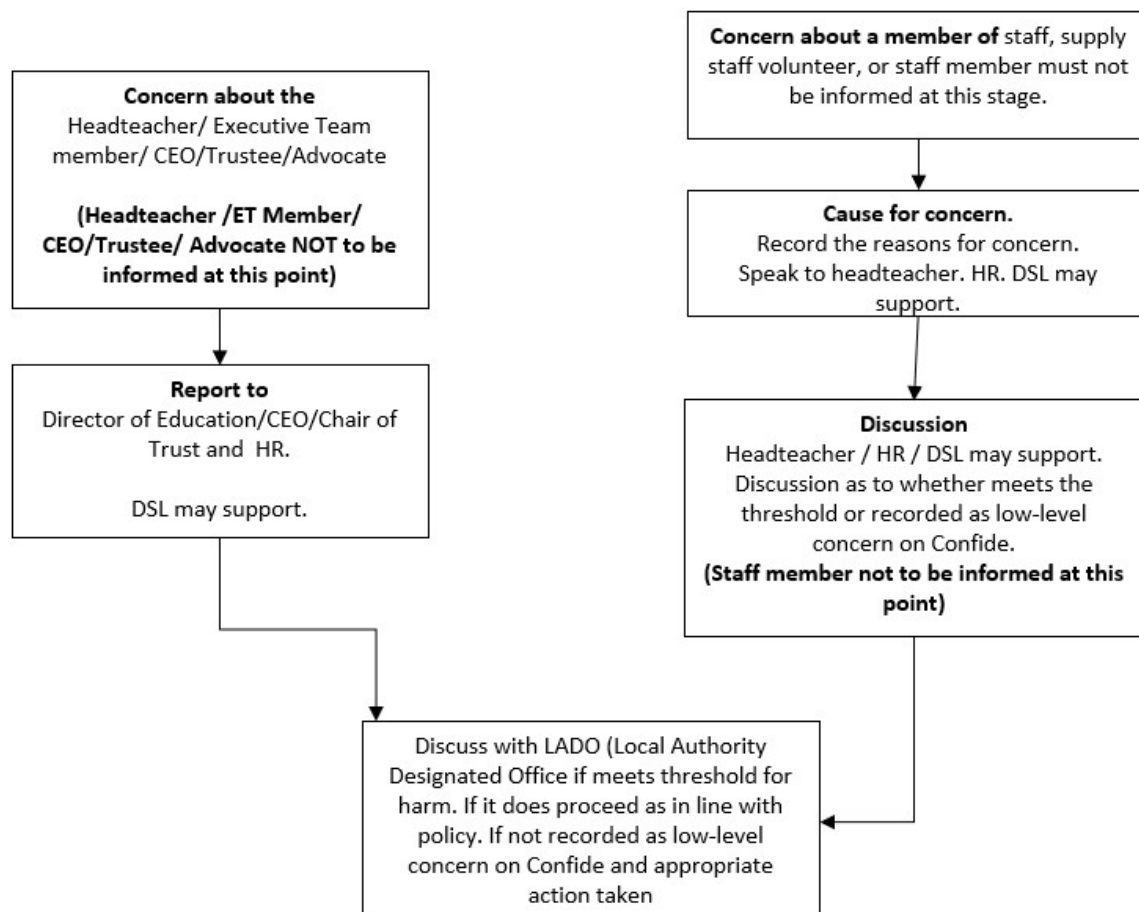 Concern about the
Headteacher/ Executive Team
member/ CEO/Trustee/Advocate
(Headteacher /ET Member/
CEO/Trustee/ Advocate NOT to be
informed at this point)
Report to
Director of Education/CEO/Chair of
Trust and  HR.
DSL may support.
Concern about a member of staff, supply
staff volunteer, or staff member must not
be informed at this stage.
Cause for concern.
Record the reasons for concern.
Speak to headteacher. HR. DSL may
support.
Discussion
Headteacher / HR / DSL may support.
Discussion as to whether meets the
threshold or recorded as low-level
concern on Confide.
(Staff member not to be informed at this
point)
Discuss with LADO (Local Authority
Designated Office if meets threshold for
harm. If it does proceed as in line with
policy. If not recorded as low-level
concern on Confide and appropriate
action taken